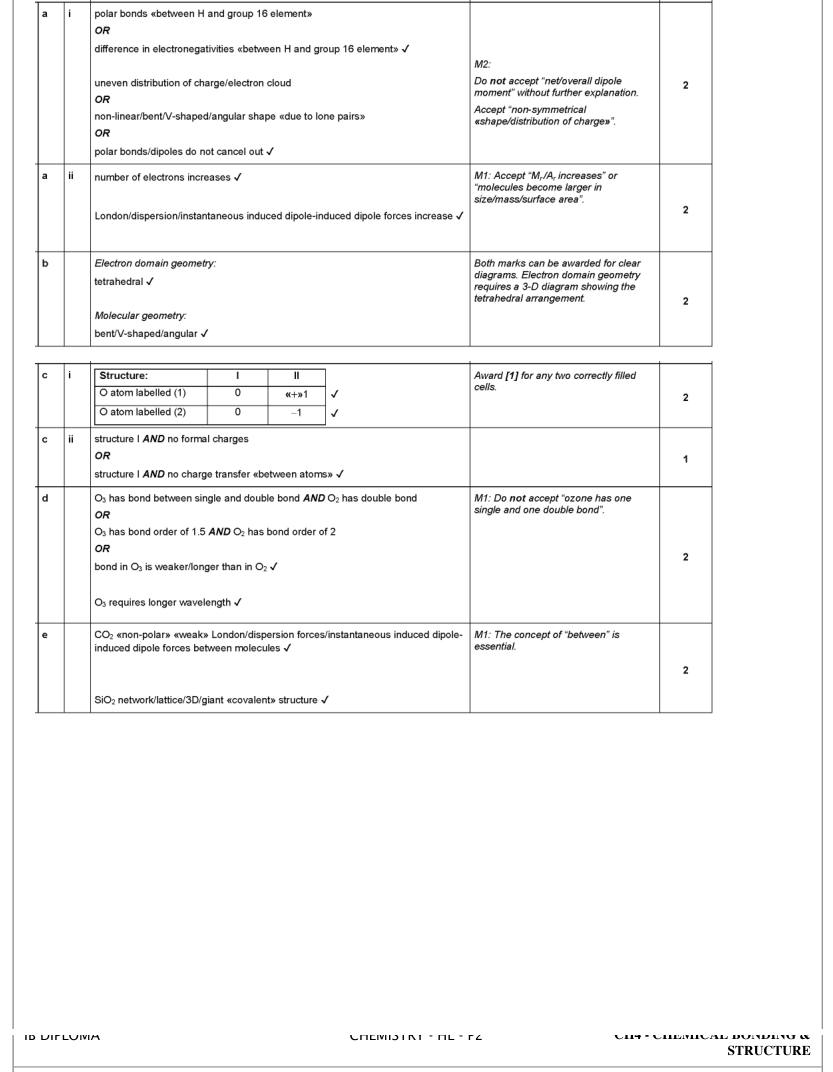 a i polar bonds «between H and group 16 element»
OR
difference in electronegativities «between H and group 16 element» ✓
M2:
uneven distribution of charge/electron cloud
Do not accept “net/overall dipole
moment” without further explanation.
2
OR
Accept “non-symmetrical
«shape/distribution of charge»”.
non-linear/bent/V-shaped/angular shape «due to lone pairs»
OR
polar bonds/dipoles do not cancel out ✓
a ii number of electrons increases ✓
M1: Accept “Mr/Ar increases” or
“molecules become larger in
size/mass/surface area”.
2
London/dispersion/instantaneous induced dipole-induced dipole forces increase ✓
b Electron domain geometry:
tetrahedral ✓
Both marks can be awarded for clear
diagrams. Electron domain geometry
requires a 3-D diagram showing the
tetrahedral arrangement.
2
Molecular geometry:
bent/V-shaped/angular ✓
c i Structure: I II
O atom labelled (1) 0 «+»1 ✓
O atom labelled (2) 0 –1 ✓
Award [1] for any two correctly filled
cells.
2
c ii structure I AND no formal charges
OR
structure I AND no charge transfer «between atoms» ✓
1
d O3 has bond between single and double bond AND O2 has double bond
M1: Do not accept “ozone has one
single and one double bond”.
OR
O3 has bond order of 1.5 AND O2 has bond order of 2
OR
bond in O3 is weaker/longer than in O2 ✓
2
O3 requires longer wavelength ✓
e CO2 «non-polar» «weak» London/dispersion forces/instantaneous induced dipole-
induced dipole forces between molecules ✓
M1: The concept of “between” is
essential.
2
SiO2 network/lattice/3D/giant «covalent» structure ✓
IB DIPLOMA CHEMISTRY - HL - P2 CH4 - CHEMICAL BONDING &
STRUCTURE